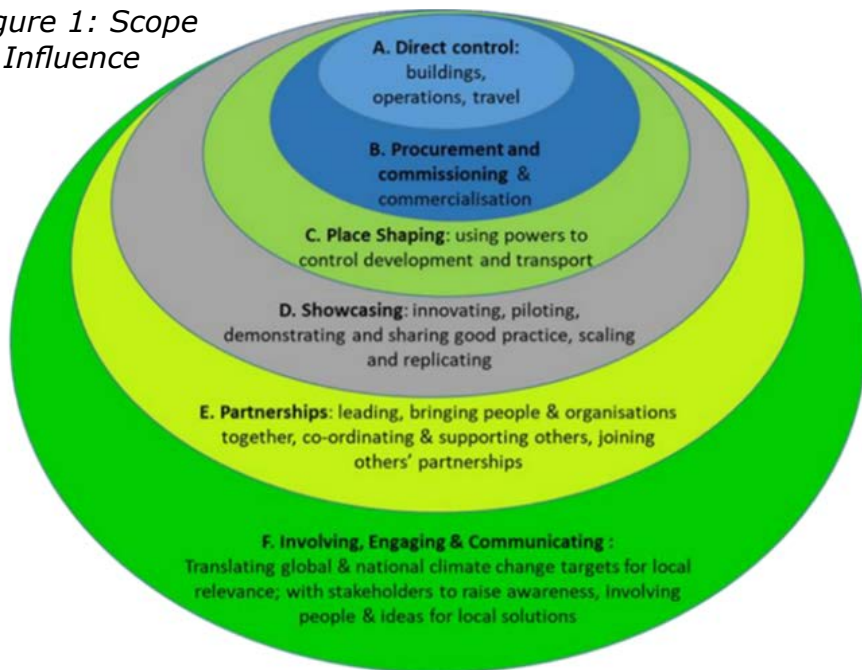 gure 1: Scope
Influence
A. Direct control:
buildings,
operations, travel
B. Procurement and
commissioning &
commercialisation
C. Place Shaping: using powers to
control development and transport
D. Showcasing: innovating, piloting,
demonstrating and sharing good practice, scaling
and replicating
E. Partnerships: leading, bringing people & organisations
together, co-ordinating & supporting others, joining
others’ partnerships
F. Involving, Engaging & Communicating :
Translating global & national climate change targets for local
relevance; with stakeholders to raise awareness, involving
people & ideas for local solutions